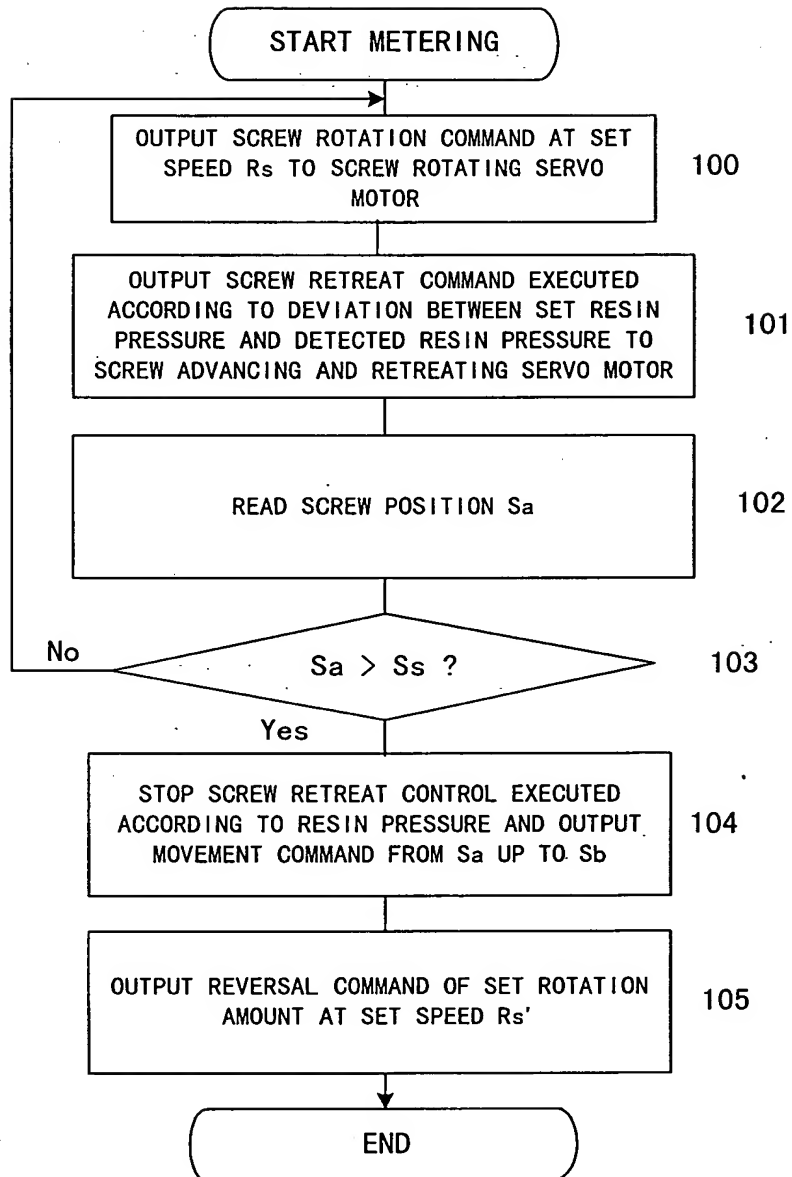 START METERING
OUTPUT SCREW ROTATION COMMAND AT SET
SPEED Rs TO SCREW ROTATING SERVO
MOTOR
100
OUTPUT SCREW RETREAT COMMAND EXECUTED
ACCORDING TO DEVIATION BETWEEN SET RESIN
PRESSURE AND DETECTED RESIN PRESSURE TO
SCREW ADVANCING AND RETREATING SERVO MOTOR
101
READ SCREW POSITION Sa
102
No
Sa > Ss ?
103
Yes
STOP SCREW RETREAT CONTROL EXECUTED
ACCORDING TO RESIN PRESSURE AND OUTPUT
MOVEMENT COMMAND FROM Sa UP TO Sb
104
OUTPUT REVERSAL COMMAND OF SET ROTATION
AMOUNT AT SET SPEED Rs'
105
END